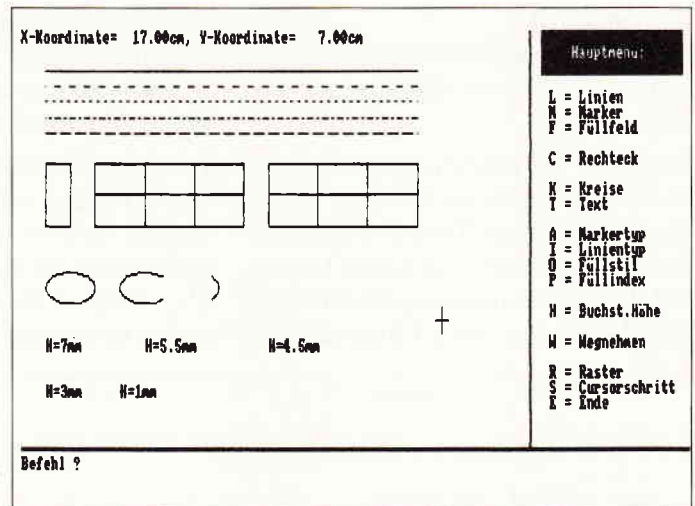 X-Koordinate= 17.00cm, Y-Koordinate= 7.00cm
Hauptmenu:
L = Linien
M = Marker
F = Füllfeld
C = Rechteck
K = Kreise
T = Text
A = Markertyp
I = Linientyp
O = Füllstil
P = Füllindex
H = Buchst.Höhe
W = Wegnehmen
R = Raster
S = Cursorschritt
E = Ende
H=7mm H=5.5mm H=4.5mm
H=3mm H=1mm
Befehl ?